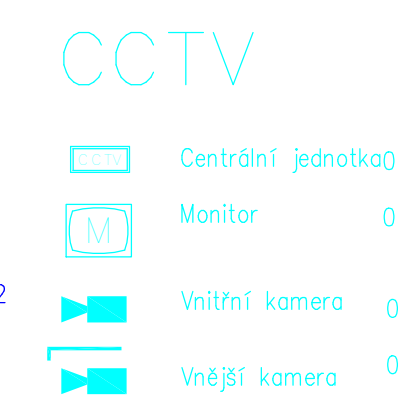 CCTV
CCTV Centrální jednotka 0
M Monitor 0
2
Vnitřní kamera 0
Vnější kamera 0